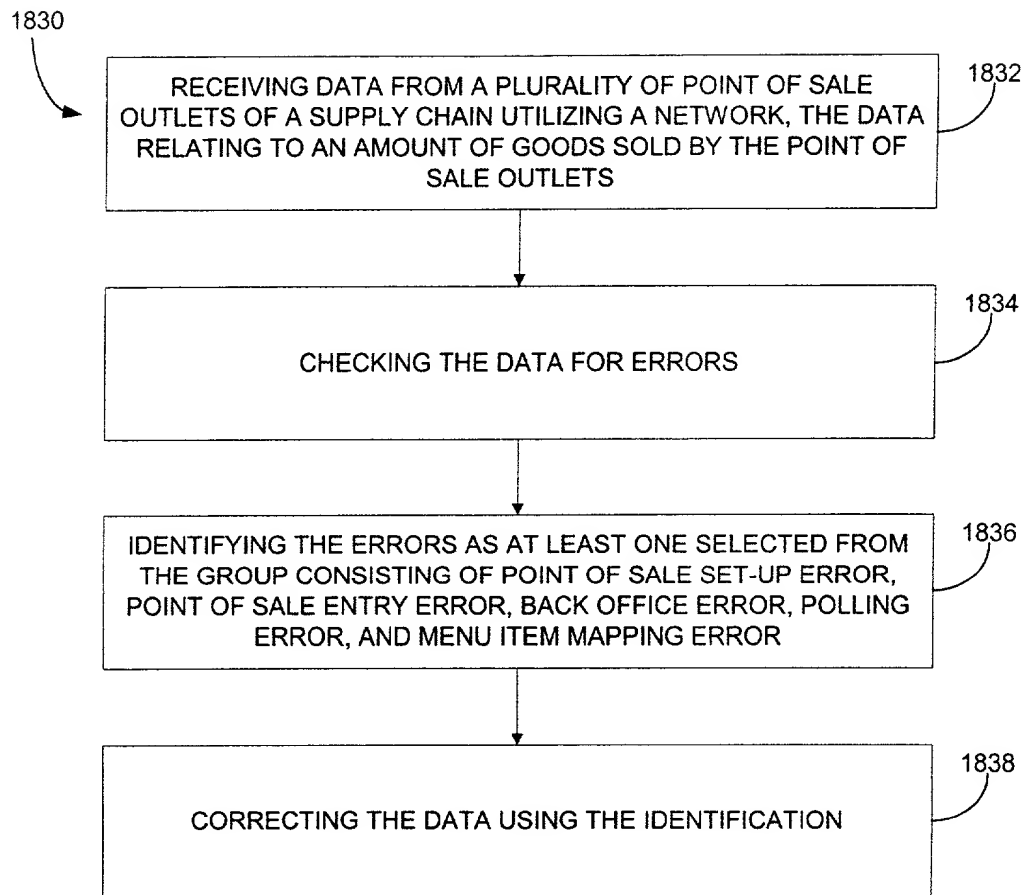 1830
RECEIVING DATA FROM A PLURALITY OF POINT OF SALE
OUTLETS OF A SUPPLY CHAIN UTILIZING A NETWORK, THE DATA
RELATING TO AN AMOUNT OF GOODS SOLD BY THE POINT OF
SALE OUTLETS
1832
CHECKING THE DATA FOR ERRORS
1834
IDENTIFYING THE ERRORS AS AT LEAST ONE SELECTED FROM
THE GROUP CONSISTING OF POINT OF SALE SET-UP ERROR,
POINT OF SALE ENTRY ERROR, BACK OFFICE ERROR, POLLING
ERROR, AND MENU ITEM MAPPING ERROR
1836
CORRECTING THE DATA USING THE IDENTIFICATION
1838